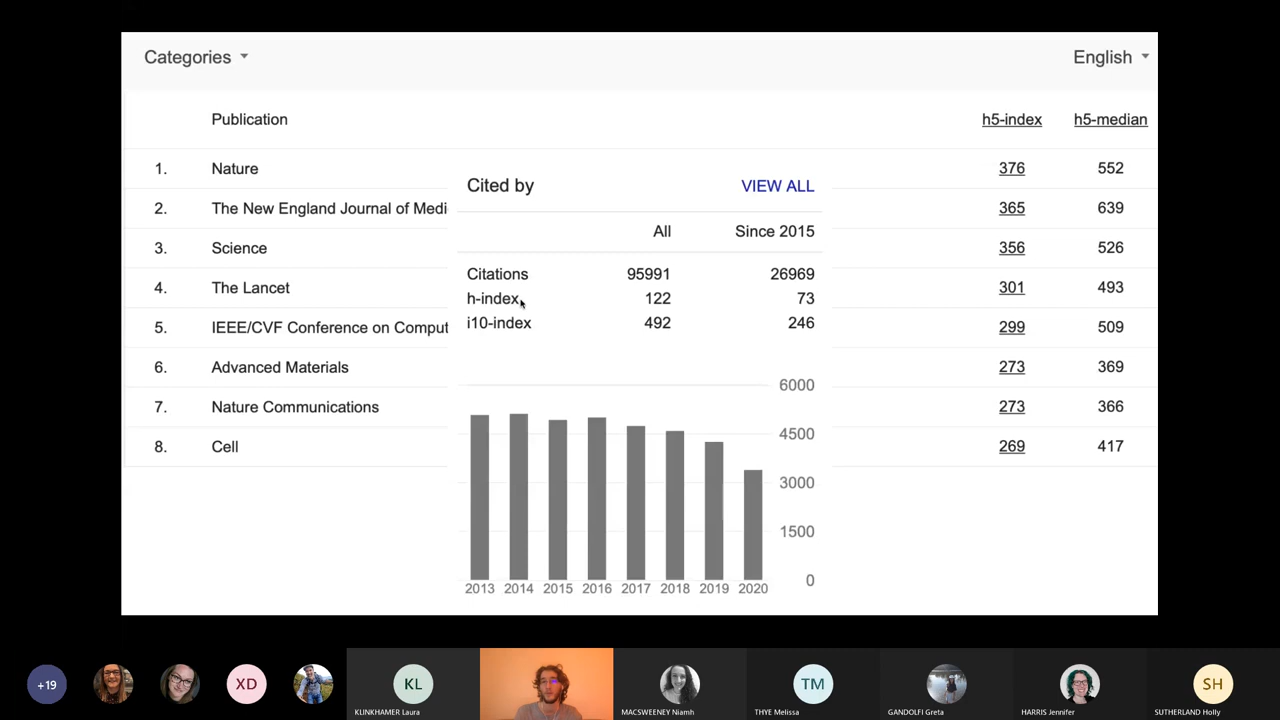 Categories English
Publication h5-index h5-median
1. Nature 376 552
Cited by VIEW ALL
2. The New England Journal of Medi 365 639
All Since 2015
3. Science 356 526
Citations 95991 26969
4. The Lancet 301 493
h-index 122 73
i10-index 492 246
5. IEEE/CVF Conference on Comput 299 509
6. Advanced Materials 273 369
6000
7. Nature Communications 273 366
4500
8. Cell 269 417
3000
1500
0
2013 2014 2015 2016 2017 2018 2019 2020
+19 XD KL TM SH
KLINKHAMER Laura MACSWEENEY Niamh THYE Melissa GANDOLFI Greta HARRIS Jennifer SUTHERLAND Holly